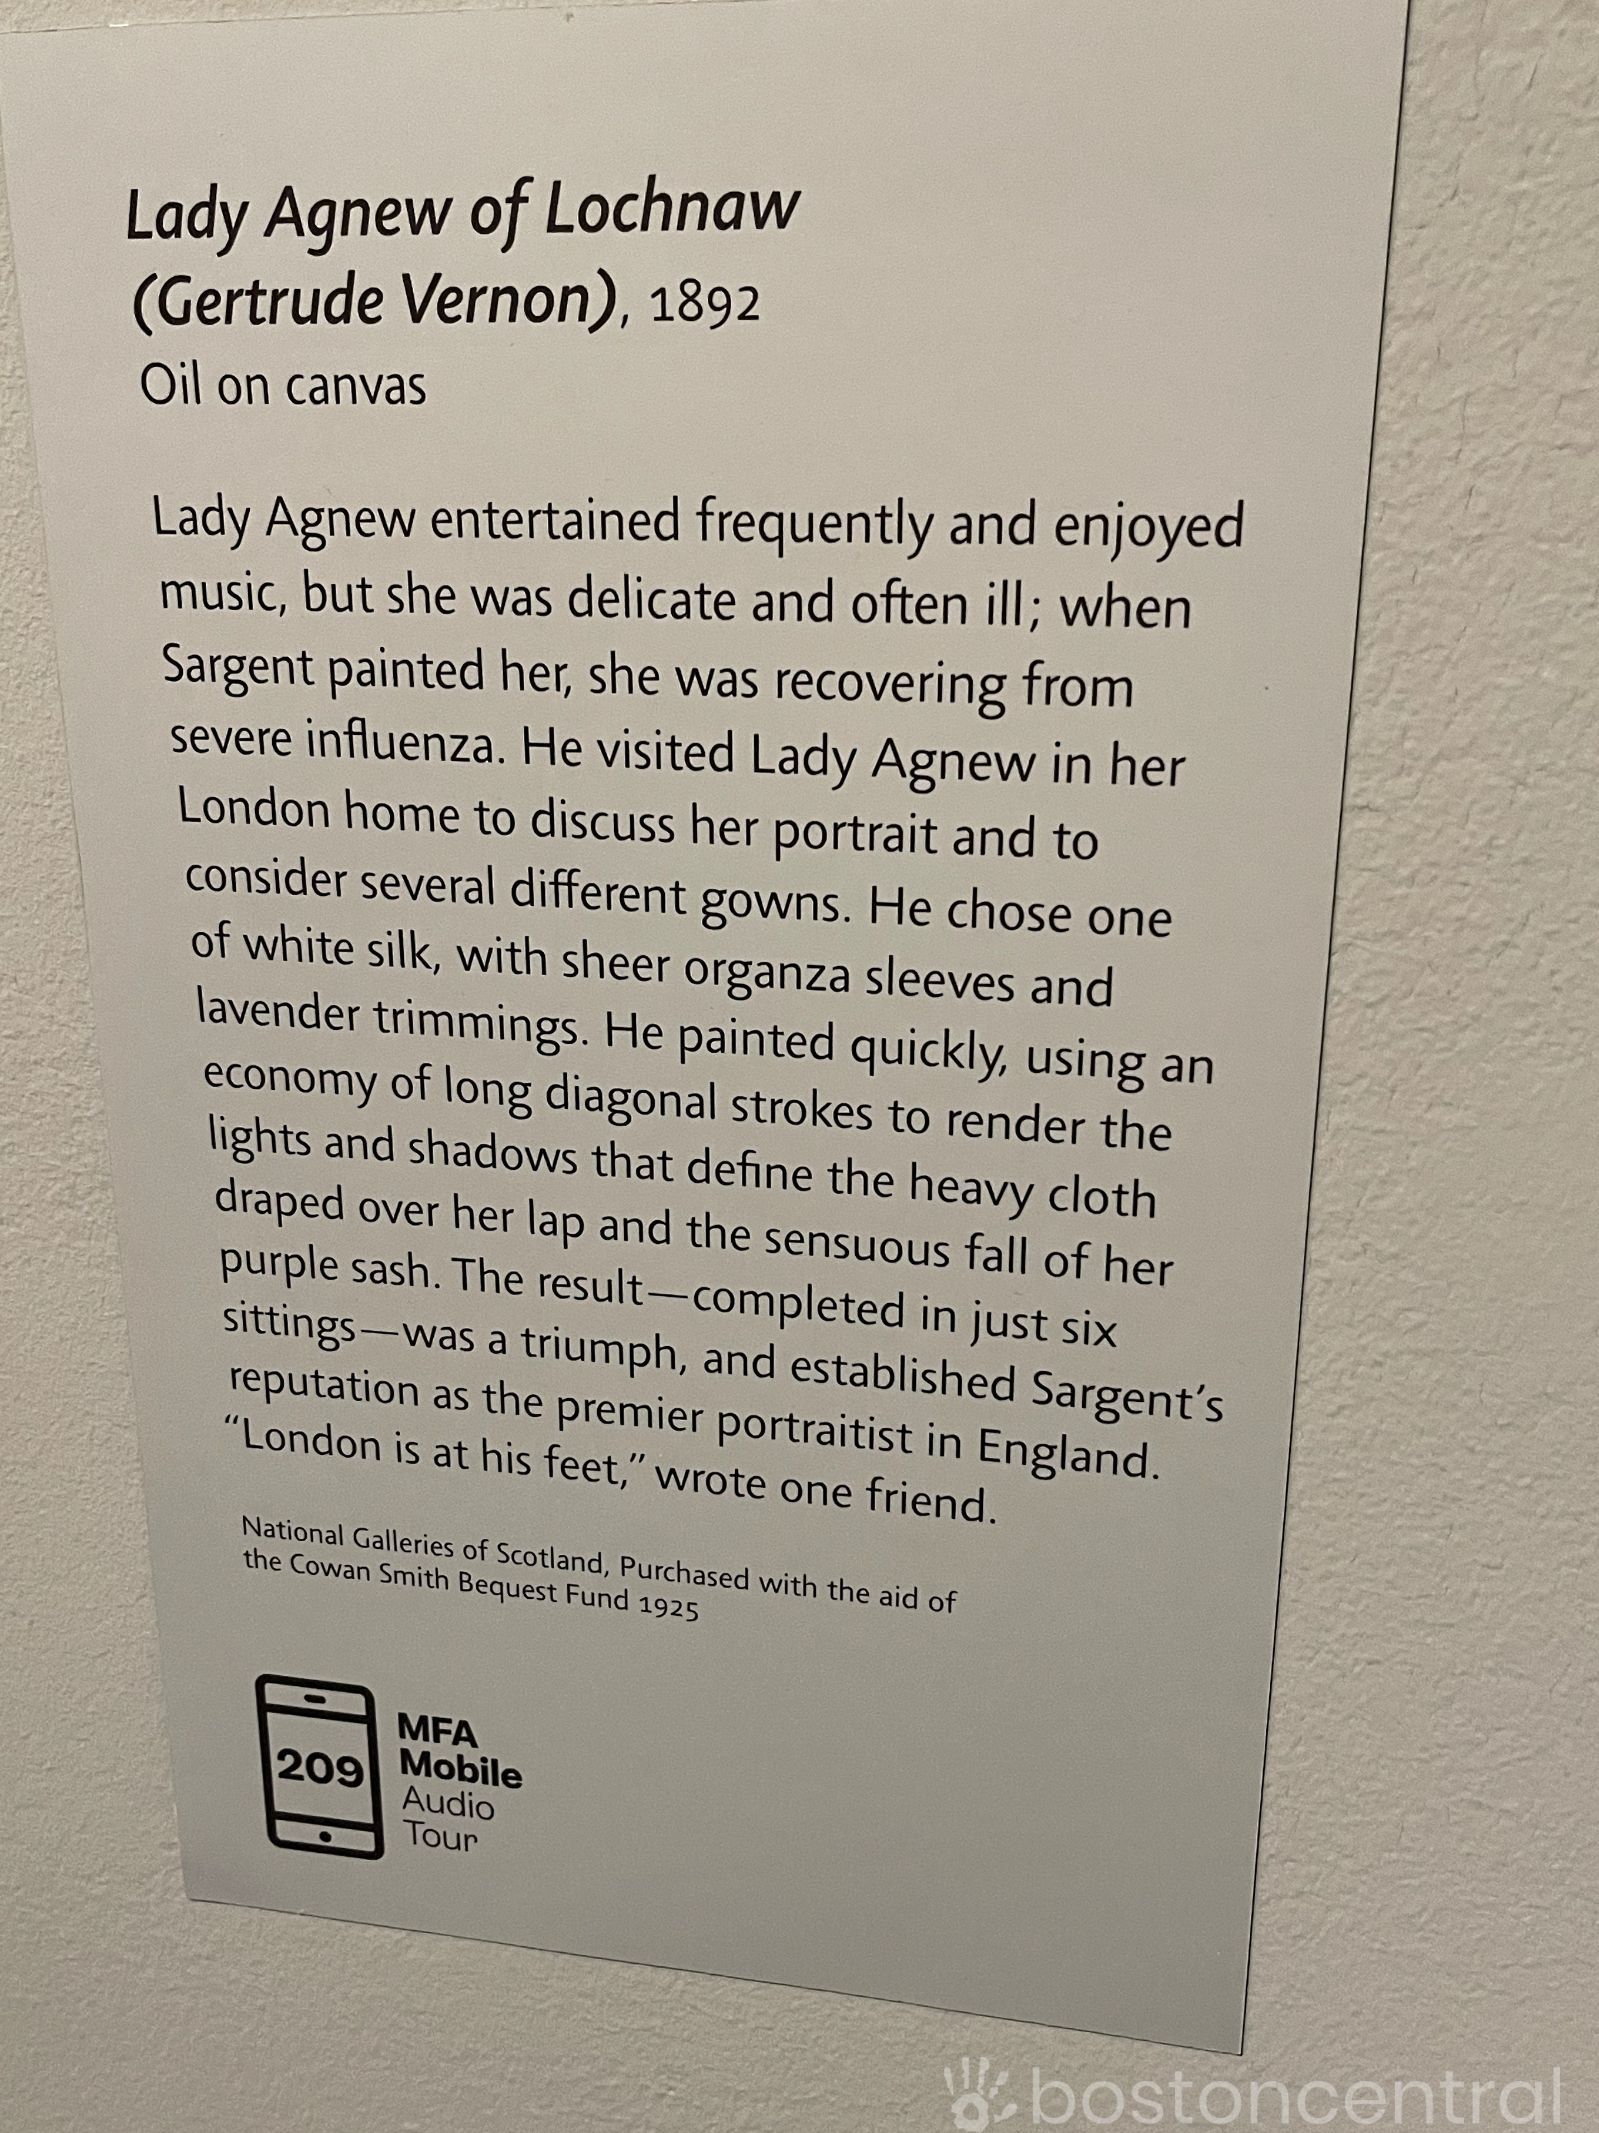 Lady Agnew of Lochnaw
(Gertrude Vernon), 1892
Oil on canvas
Lady Agnew entertained frequently and enjoyed
music, but she was delicate and often ill; when
Sargent painted her, she was recovering from
severe influenza. He visited Lady Agnew in her
London home to discuss her portrait and to
consider several different gowns. He chose one
of white silk, with sheer organza sleeves and
lavender trimmings. He painted quickly, using an
economy of long diagonal strokes to render the
lights and shadows that define the heavy cloth
draped over her lap and the sensuous fall of her
purple sash. The result—completed in just six
sittings—was a triumph, and established Sargent’s
reputation as the premier portraitist in England.
“London is at his feet,” wrote one friend.
National Galleries of Scotland, Purchased with the aid of
the Cowan Smith Bequest Fund 1925
209
MFA
Mobile
Audio
Tour
bostoncentral